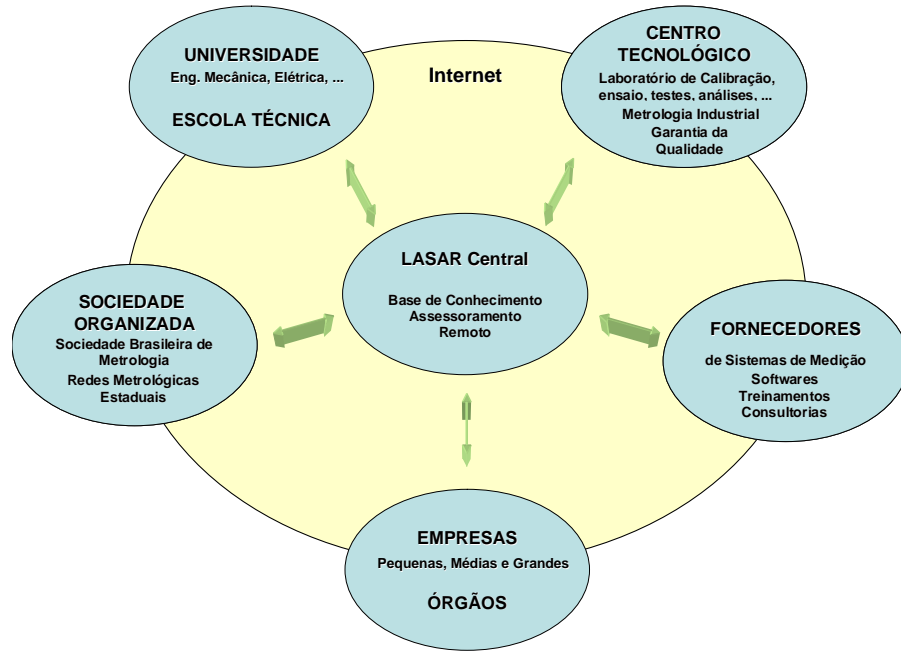 UNIVERSIDADE
Eng. Mecânica, Elétrica, ...
ESCOLA TÉCNICA
Internet
CENTRO
TECNOLÓGICO
Laboratório de Calibração,
ensaio, testes, análises, ...
Metrologia Industrial
Garantia da
Qualidade
LASAR Central
Base de Conhecimento
Assessoramento
Remoto
SOCIEDADE
ORGANIZADA
Sociedade Brasileira de
Metrologia
Redes Metrológicas
Estaduais
FORNECEDORES
de Sistemas de Medição
Softwares
Treinamentos
Consultorias
EMPRESAS
Pequenas, Médias e Grandes
ÓRGÃOS